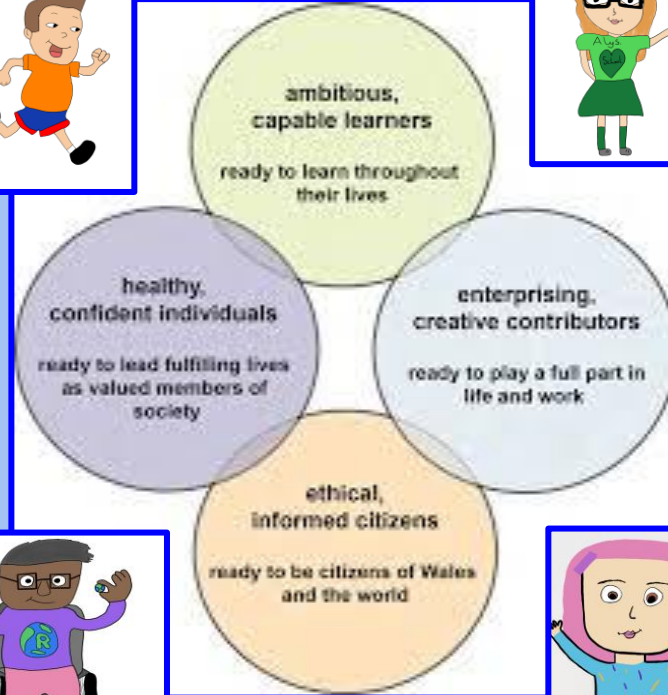 ambitious,
capable learners
ready to learn throughout
their lives
healthy,
confident individuals
ready to lead fulfilling lives
as valued members of
society
enterprising,
creative contributors
ready to play a full part in
life and work
ethical,
informed citizens
ready to be citizens of Wales
and the world
Alys
School
R